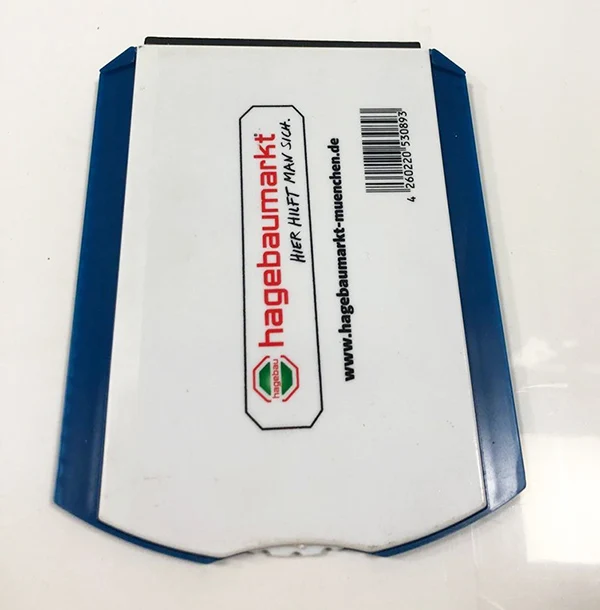 hagebau
hagebaumarkt
HIER HILFT MAN SICH.
www.hagebaumarkt-muenchen.de
4 260220 530893